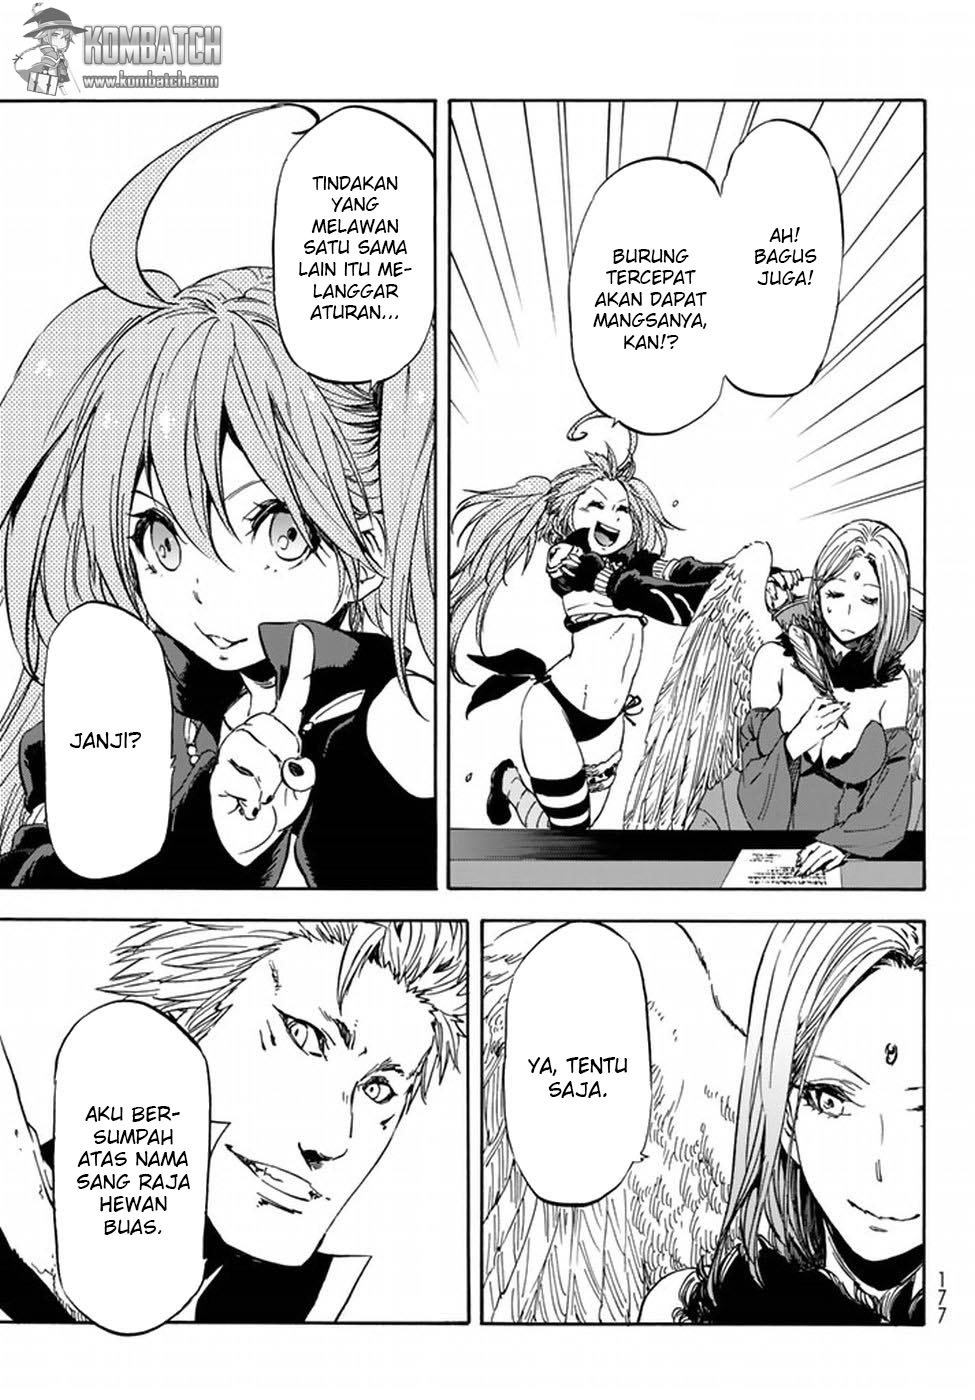 KOMBATCH
www.kombatch.com
AH!
BAGUS
JUGA!
BURUNG
TERCEPAT
AKAN DAPAT
MANGSANYA,
KAN!?
TINDAKAN
YANG
MELAWAN
SATU SAMA
LAIN ITU ME-
LANGGAR
ATURAN...
JANJI?
YA, TENTU
SAJA.
AKU BER-
SUMPAH
ATAS NAMA
SANG RAJA
HEWAN
BUAS.
177